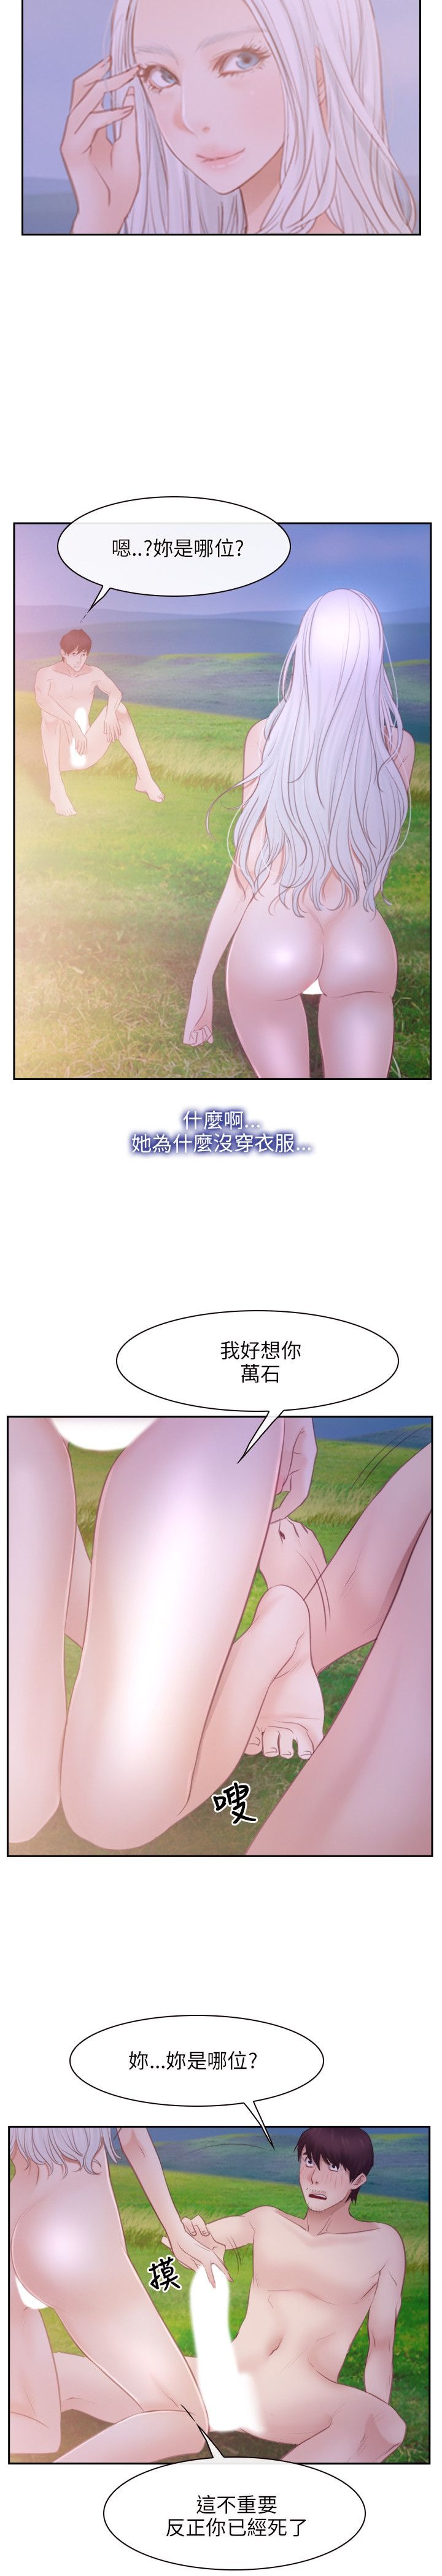 嗯..?妳是哪位?
什麼啊...
她為什麼沒穿衣服...
我好想你
萬石
嗖
妳...妳是哪位?
摸
這不重要
反正你已經死了